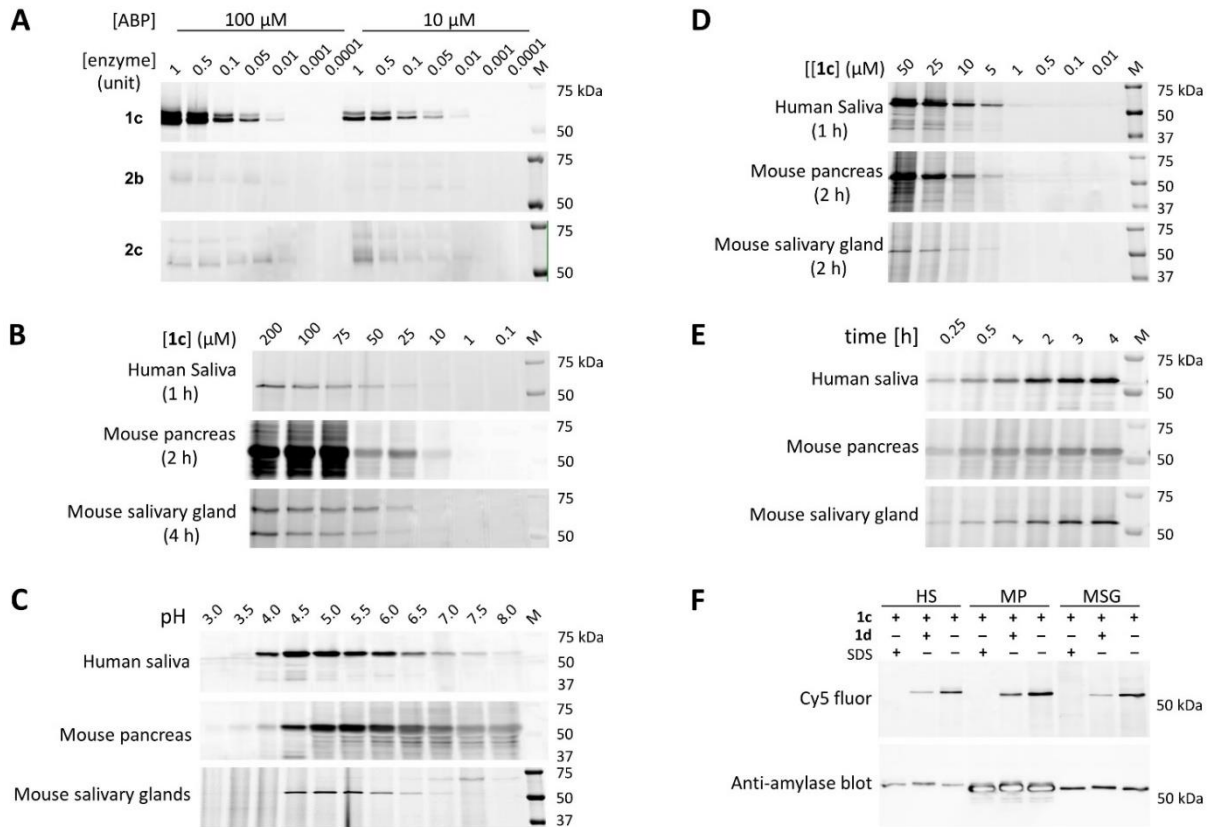 A
[ABP] 100 µM 10 µM
[enzyme] (unit) 1 0.5 0.1 0.05 0.01 0.001 0.0001 1 0.5 0.1 0.05 0.01 0.001 0.0001 M
75 kDa
1c
50
75
2b
50
75
2c
50
B
[1c] (µM) 200 100 75 50 25 10 1 0.1 M
Human Saliva
(1 h)
75 kDa
50
Mouse pancreas
(2 h)
75
50
Mouse salivary gland
(4 h)
75
50
C
pH 3.0 3.5 4.0 4.5 5.0 5.5 6.0 6.5 7.0 7.5 8.0 M
75 kDa
Human saliva
50
37
75
Mouse pancreas
50
37
75
Mouse salivary glands
50
37
D
[[1c] (µM) 50 25 10 5 1 0.5 0.1 0.01 M
75 kDa
Human Saliva
(1 h)
50
37
75
Mouse pancreas
(2 h)
50
37
75
Mouse salivary gland
(2 h)
50
37
E
time [h] 0.25 0.5 1 2 3 4 M
75 kDa
Human saliva
50
75
Mouse pancreas
50
75
Mouse salivary gland
50
F
HS MP MSG
1c + + + + + + + + +
1d – + – – + – – + –
SDS + – – + – – + – –
Cy5 fluor
50 kDa
Anti-amylase blot
50 kDa